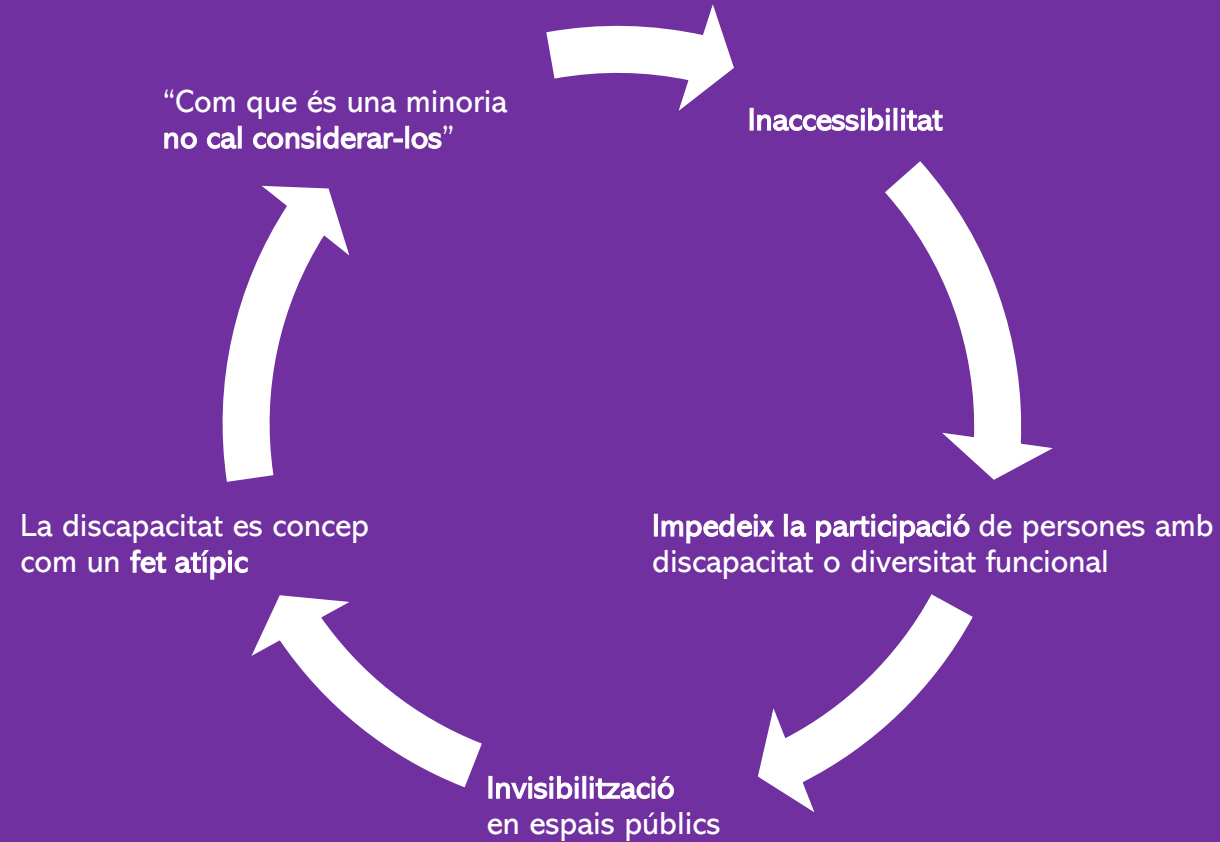 “Com que és una minoria
no cal considerar-los”
Inaccessibilitat
Impedeix la participació de persones amb
discapacitat o diversitat funcional
Invisibilització
en espais públics
La discapacitat es concep
com un fet atípic